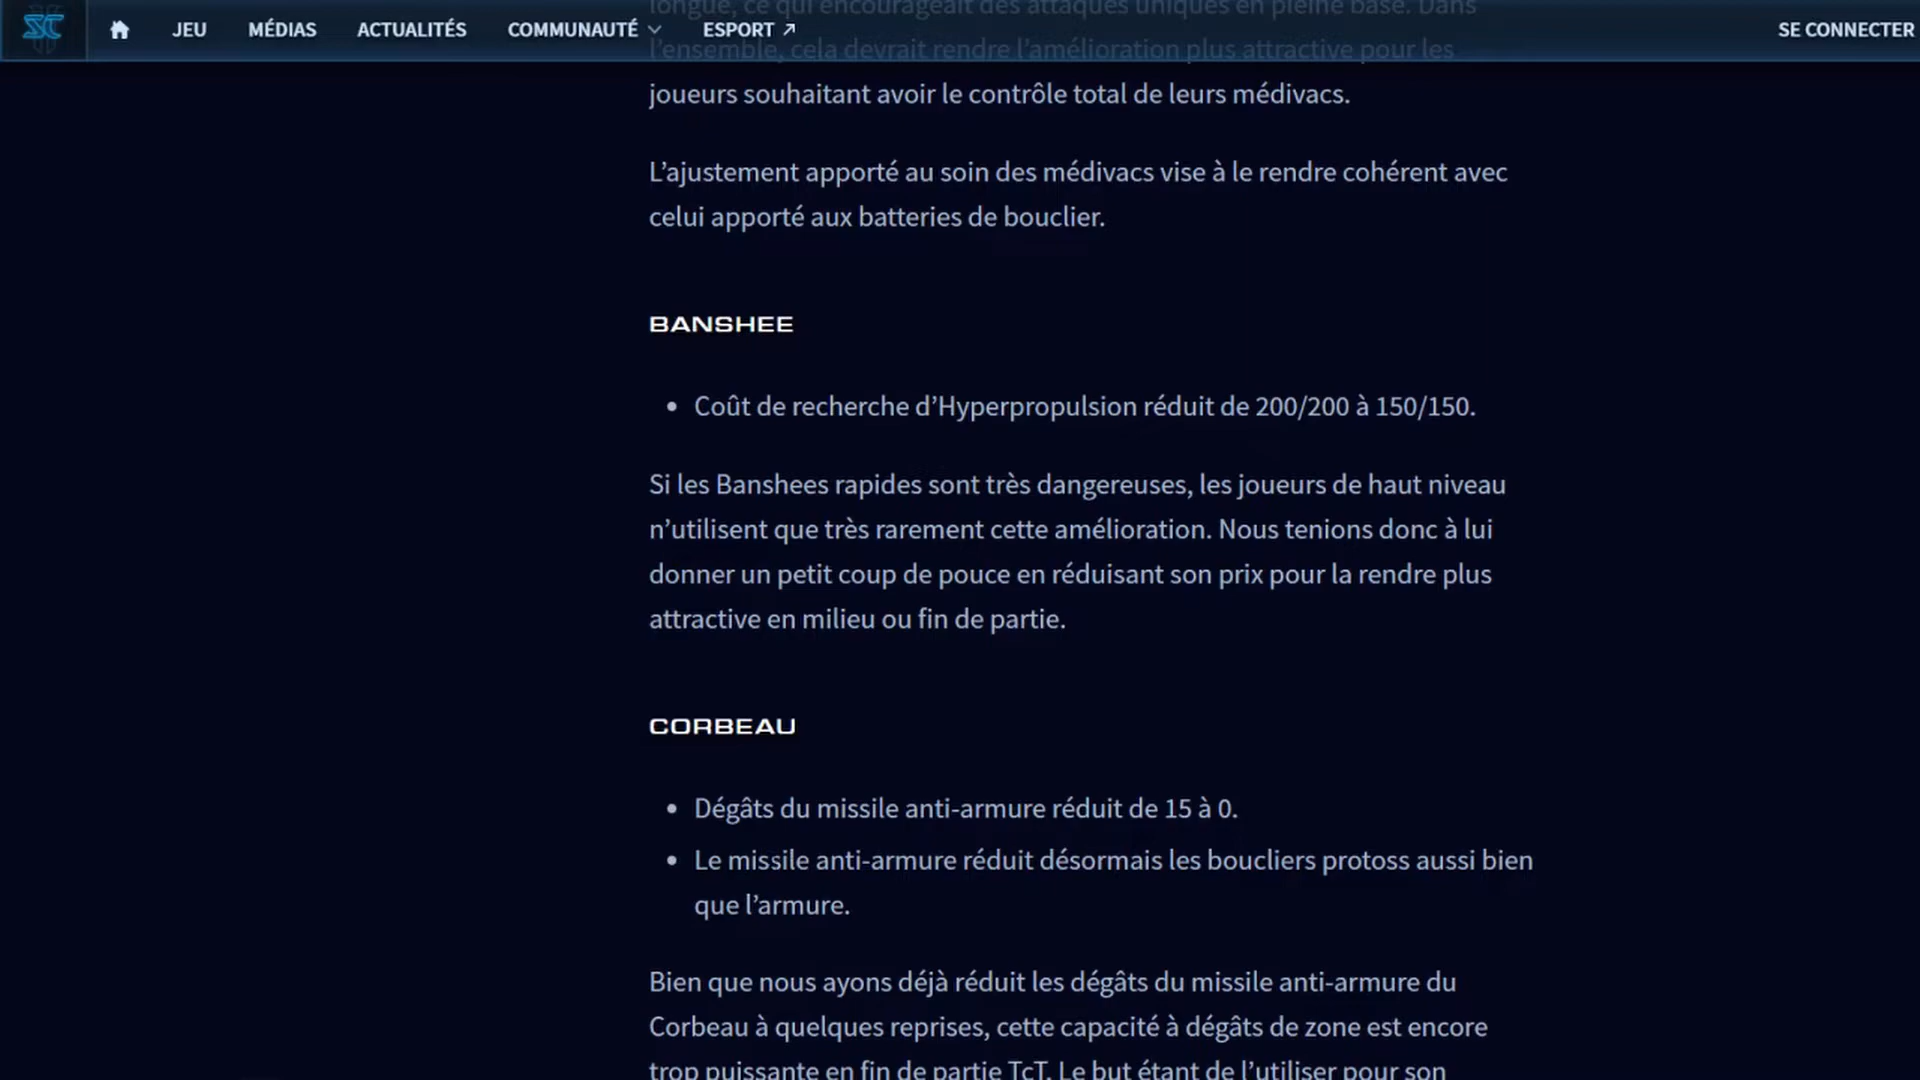 SC
JEU MÉDIAS ACTUALITÉS COMMUNAUTÉ ESPORT SE CONNECTER
longue, ce qui encourageait des attaques uniques en pleine base. Dans
l’ensemble, cela devrait rendre l’amélioration plus attractive pour les
joueurs souhaitant avoir le contrôle total de leurs médivacs.
L’ajustement apporté au soin des médivacs vise à le rendre cohérent avec
celui apporté aux batteries de bouclier.
BANSHEE
• Coût de recherche d’Hyperpropulsion réduit de 200/200 à 150/150.
Si les Banshees rapides sont très dangereuses, les joueurs de haut niveau
n’utilisent que très rarement cette amélioration. Nous tenions donc à lui
donner un petit coup de pouce en réduisant son prix pour la rendre plus
attractive en milieu ou fin de partie.
CORBEAU
• Dégâts du missile anti-armure réduit de 15 à 0.
• Le missile anti-armure réduit désormais les boucliers protoss aussi bien
que l’armure.
Bien que nous ayons déjà réduit les dégâts du missile anti-armure du
Corbeau à quelques reprises, cette capacité à dégâts de zone est encore
trop puissante en fin de partie TcT. Le but étant de l’utiliser pour son